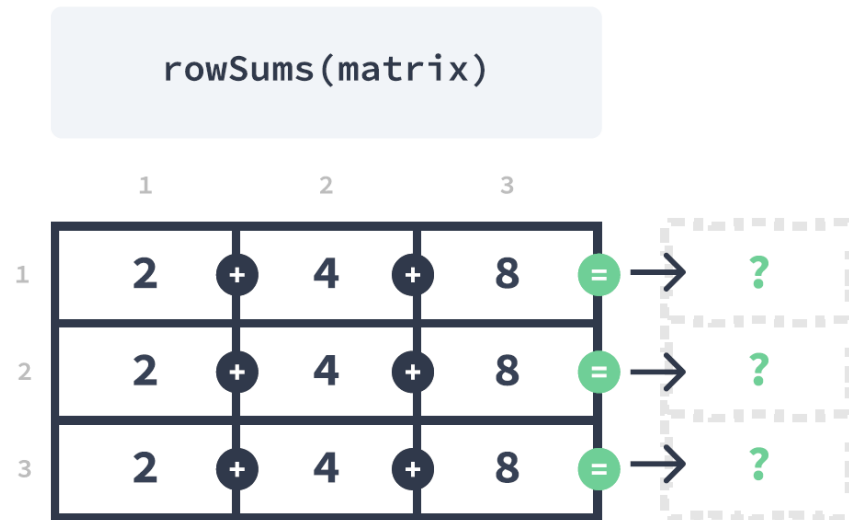 rowSums(matrix)
1 2 3
1 2 + 4 + 8 = ?
2 2 + 4 + 8 = ?
3 2 + 4 + 8 = ?